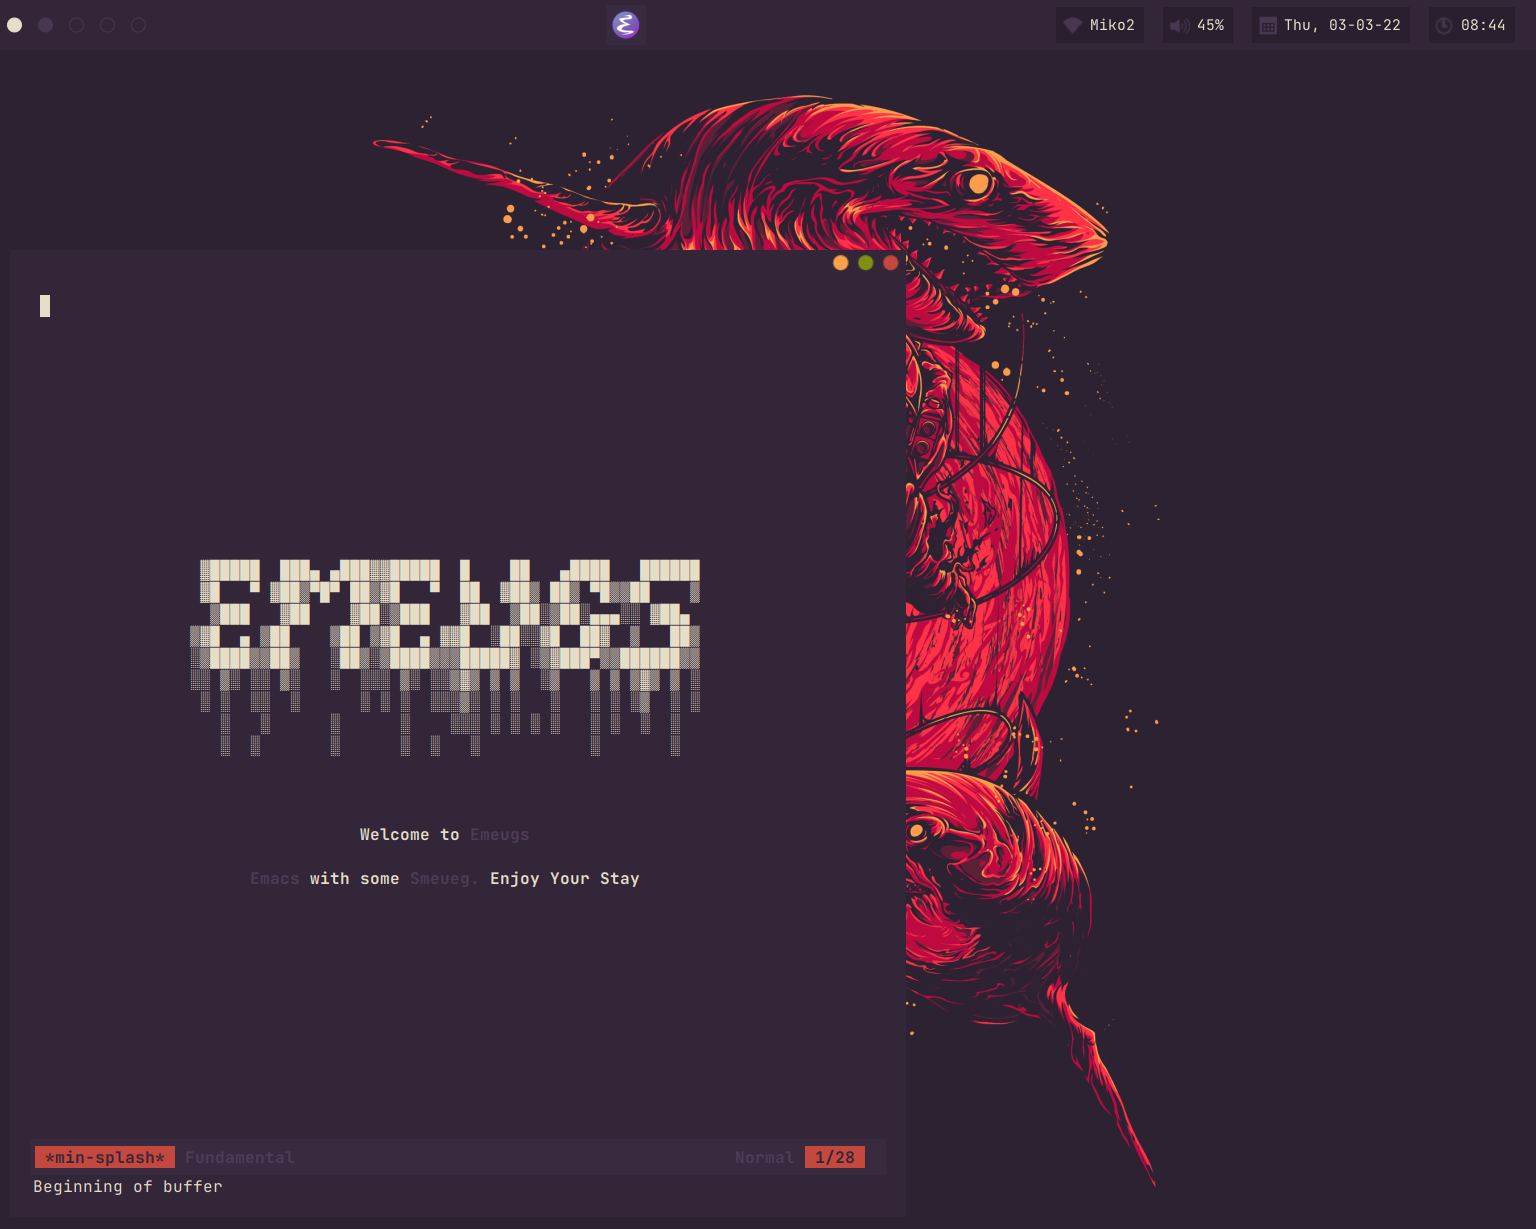 Miko2 45% Thu, 03-03-22 08:44
EMEUGS
Welcome to Emeugs
Emacs with some Smeueg. Enjoy Your Stay
*min-splash* Fundamental Normal 1/28
Beginning of buffer